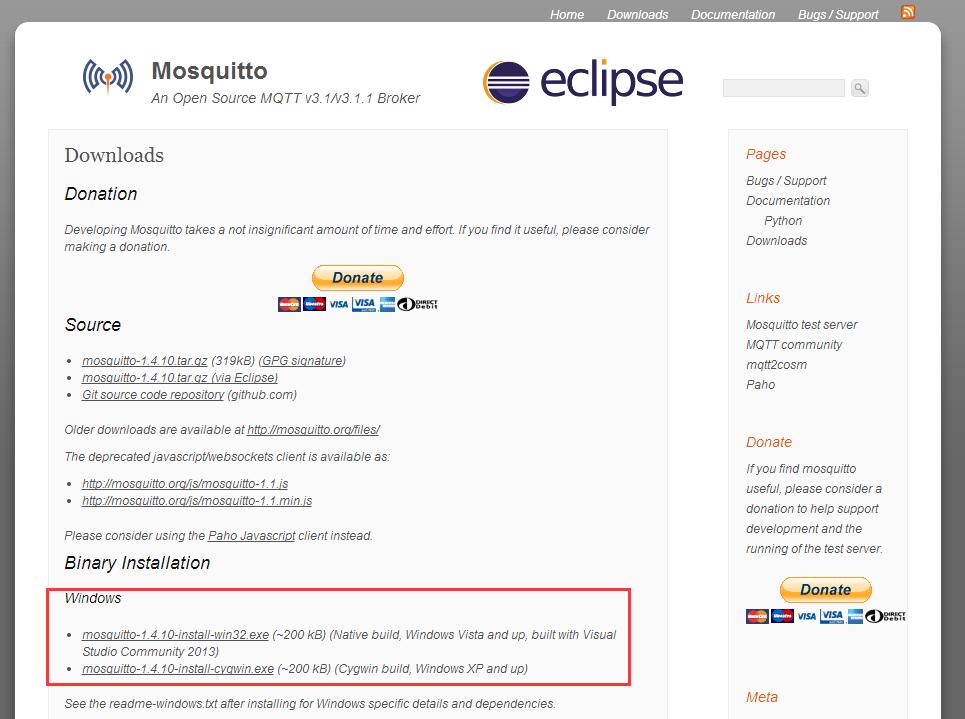 Home Downloads Documentation Bugs / Support
Mosquitto
An Open Source MQTT v3.1/v3.1.1 Broker
eclipse
Downloads
Donation
Developing Mosquitto takes a not insignificant amount of time and effort. If you find it useful, please consider
making a donation.
Donate
MasterCard Maestro VISA VISA DIRECT Debit
Source
mosquitto-1.4.10.tar.gz (319kB) (GPG signature)
mosquitto-1.4.10.tar.gz (via Eclipse)
Git source code repository (github.com)
Older downloads are available at http://mosquitto.org/files/
The deprecated javascript/websockets client is available as:
http://mosquitto.org/js/mosquitto-1.1.js
http://mosquitto.org/js/mosquitto-1.1.min.js
Please consider using the Paho Javascript client instead.
Binary Installation
Windows
mosquitto-1.4.10-install-win32.exe (~200 kB) (Native build, Windows Vista and up, built with Visual
Studio Community 2013)
mosquitto-1.4.10-install-cygwin.exe (~200 kB) (Cygwin build, Windows XP and up)
See the readme-windows.txt after installing for Windows specific details and dependencies.
Pages
Bugs / Support
Documentation
Python
Downloads
Links
Mosquitto test server
MQTT community
mqtt2cosm
Paho
Donate
If you find mosquitto
useful, please consider a
donation to help support
development and the
running of the test server.
Donate
MasterCard Maestro VISA VISA DIRECT Debit
Meta